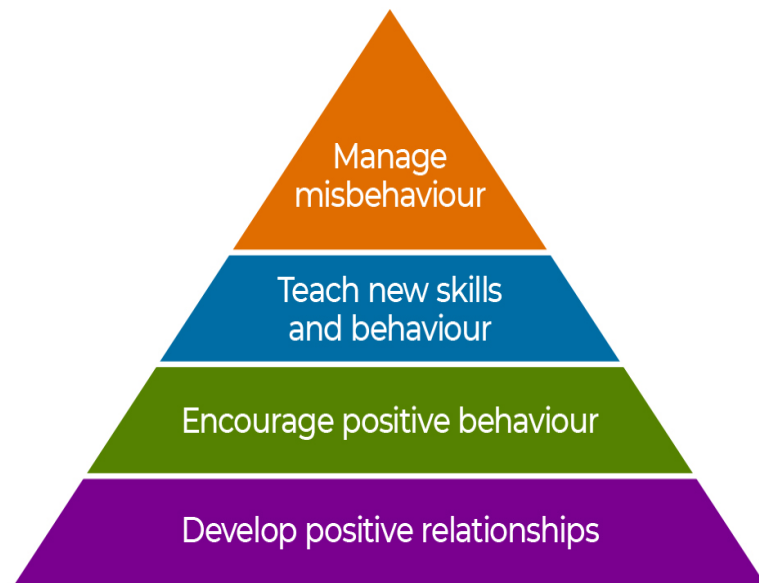 Manage
misbehaviour
Teach new skills
and behaviour
Encourage positive behaviour
Develop positive relationships